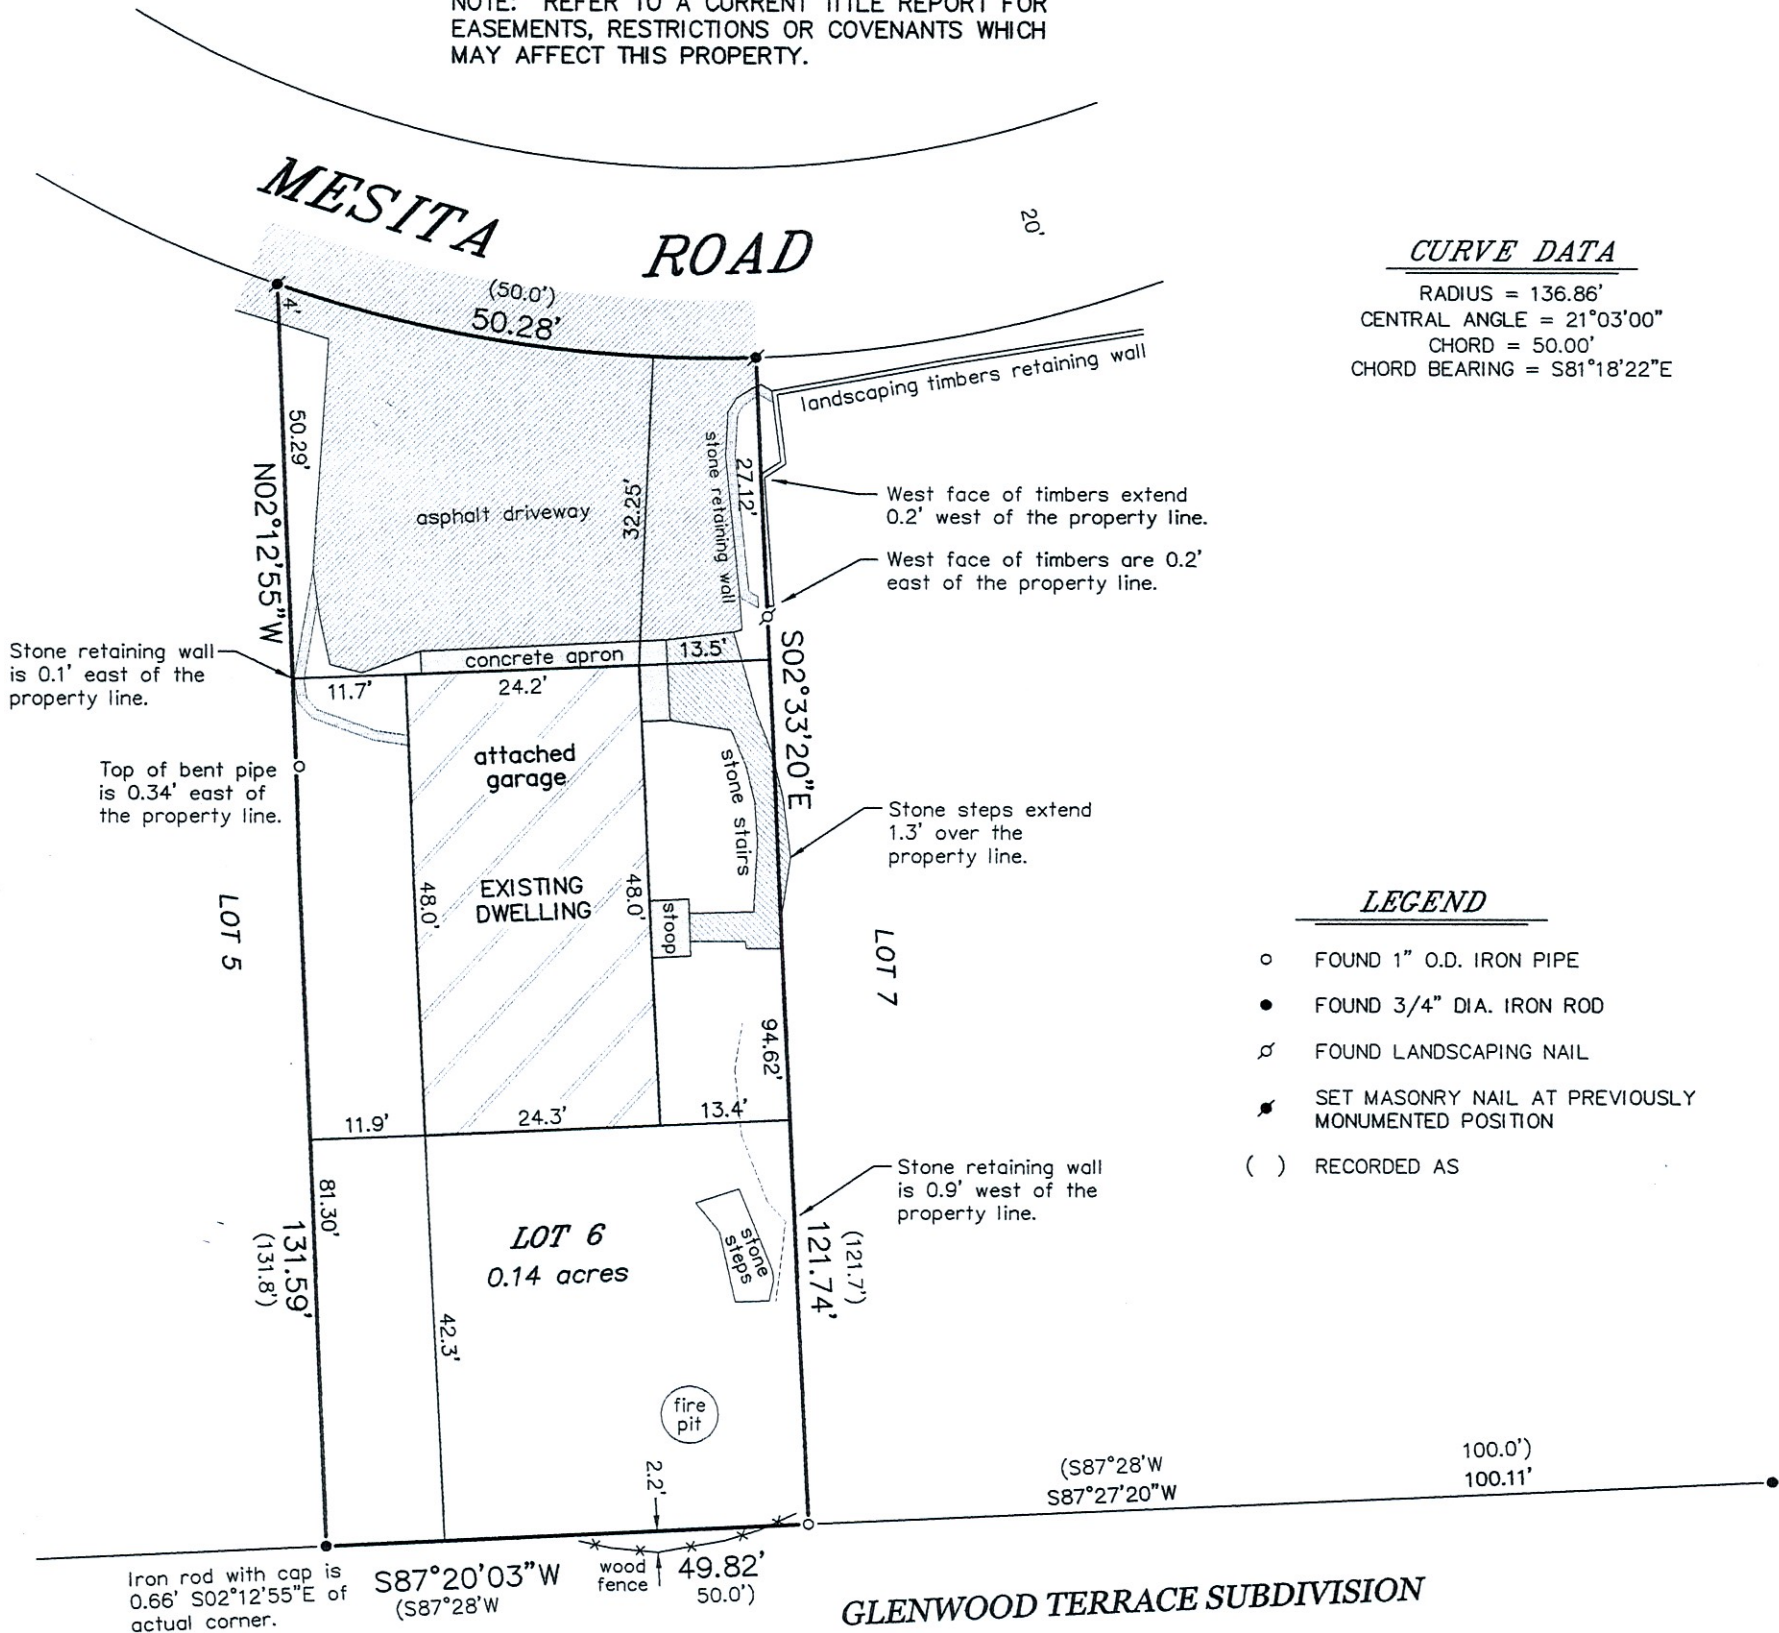 NOTE: REFER TO A CURRENT TITLE REPORT FOR
EASEMENTS, RESTRICTIONS OR COVENANTS WHICH
MAY AFFECT THIS PROPERTY.
MESITA ROAD
20'
CURVE DATA
RADIUS = 136.86'
CENTRAL ANGLE = 21°03'00"
CHORD = 50.00'
CHORD BEARING = S81°18'22"E
(50.0')
50.28'
4'
landscaping timbers retaining wall
50.29'
N02°12'55"W
asphalt driveway
32.25'
stone retaining wall
27.12'
West face of timbers extend
0.2' west of the property line.
West face of timbers are 0.2'
east of the property line.
Stone retaining wall
is 0.1' east of the
property line.
concrete apron
13.5'
11.7'
24.2'
S02°33'20"E
attached
garage
Top of bent pipe
is 0.34' east of
the property line.
stone stairs
Stone steps extend
1.3' over the
property line.
EXISTING
DWELLING
48.0'
48.0'
stoop
LOT 5
LOT 7
LEGEND
FOUND 1" O.D. IRON PIPE
FOUND 3/4" DIA. IRON ROD
FOUND LANDSCAPING NAIL
SET MASONRY NAIL AT PREVIOUSLY
MONUMENTED POSITION
( ) RECORDED AS
94.62'
11.9'
24.3'
13.4'
Stone retaining wall
is 0.9' west of the
property line.
81.30'
131.59'
(131.8')
LOT 6
0.14 acres
stone
steps
(121.7')
121.74'
42.3'
fire
pit
2.2'
(S87°28'W 100.0')
S87°27'20"W 100.11'
Iron rod with cap is
0.66' S02°12'55"E of
actual corner.
S87°20'03"W 49.82'
(S87°28'W 50.0')
wood
fence
GLENWOOD TERRACE SUBDIVISION